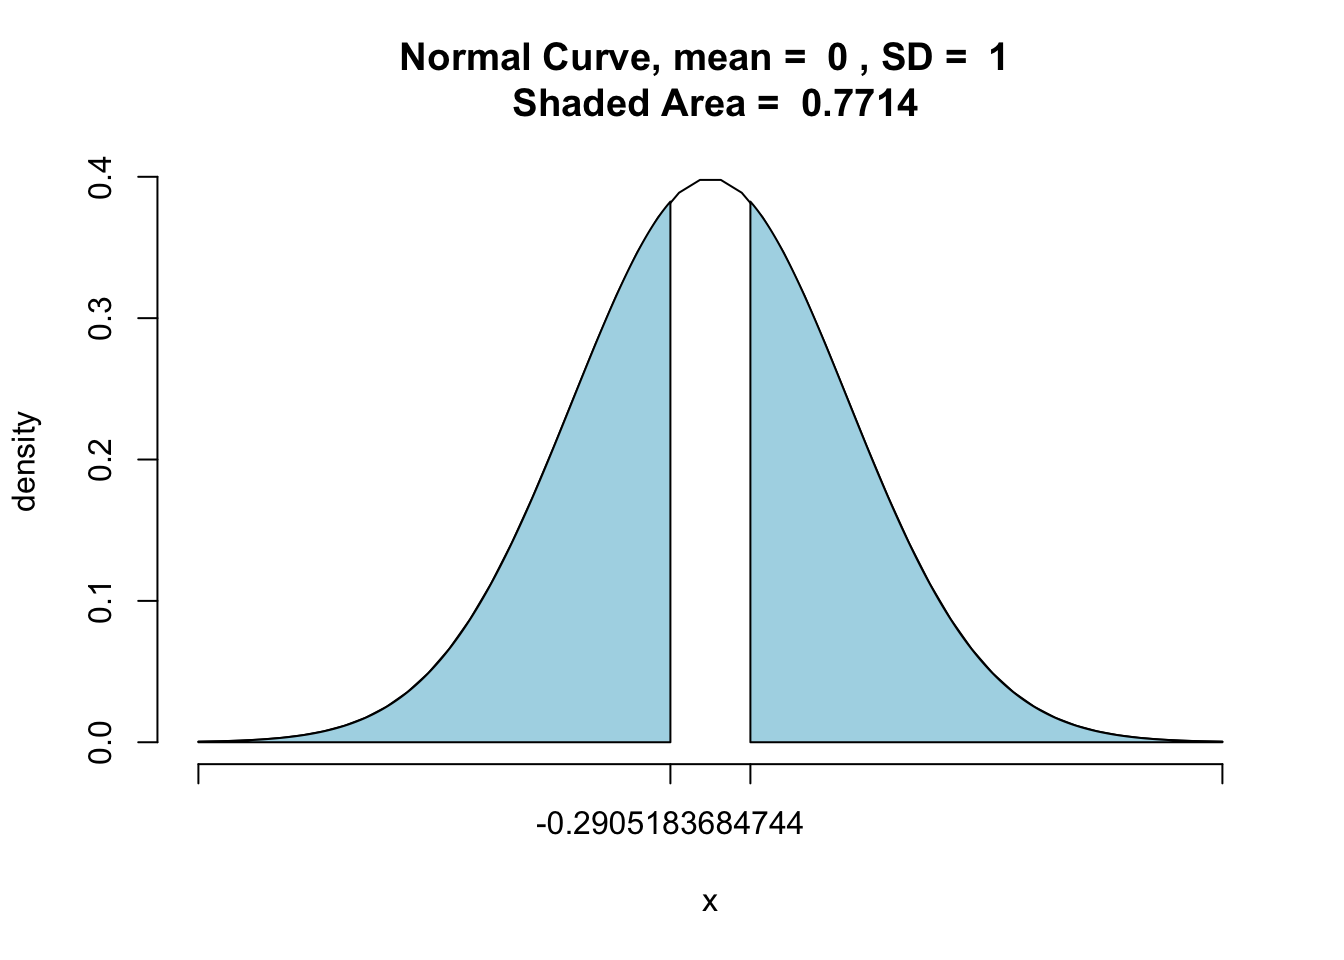 Normal Curve, mean =  0 , SD =  1
Shaded Area =  0.7714
0.4
0.3
0.2
0.1
0.0
density
-0.2905183684744
x